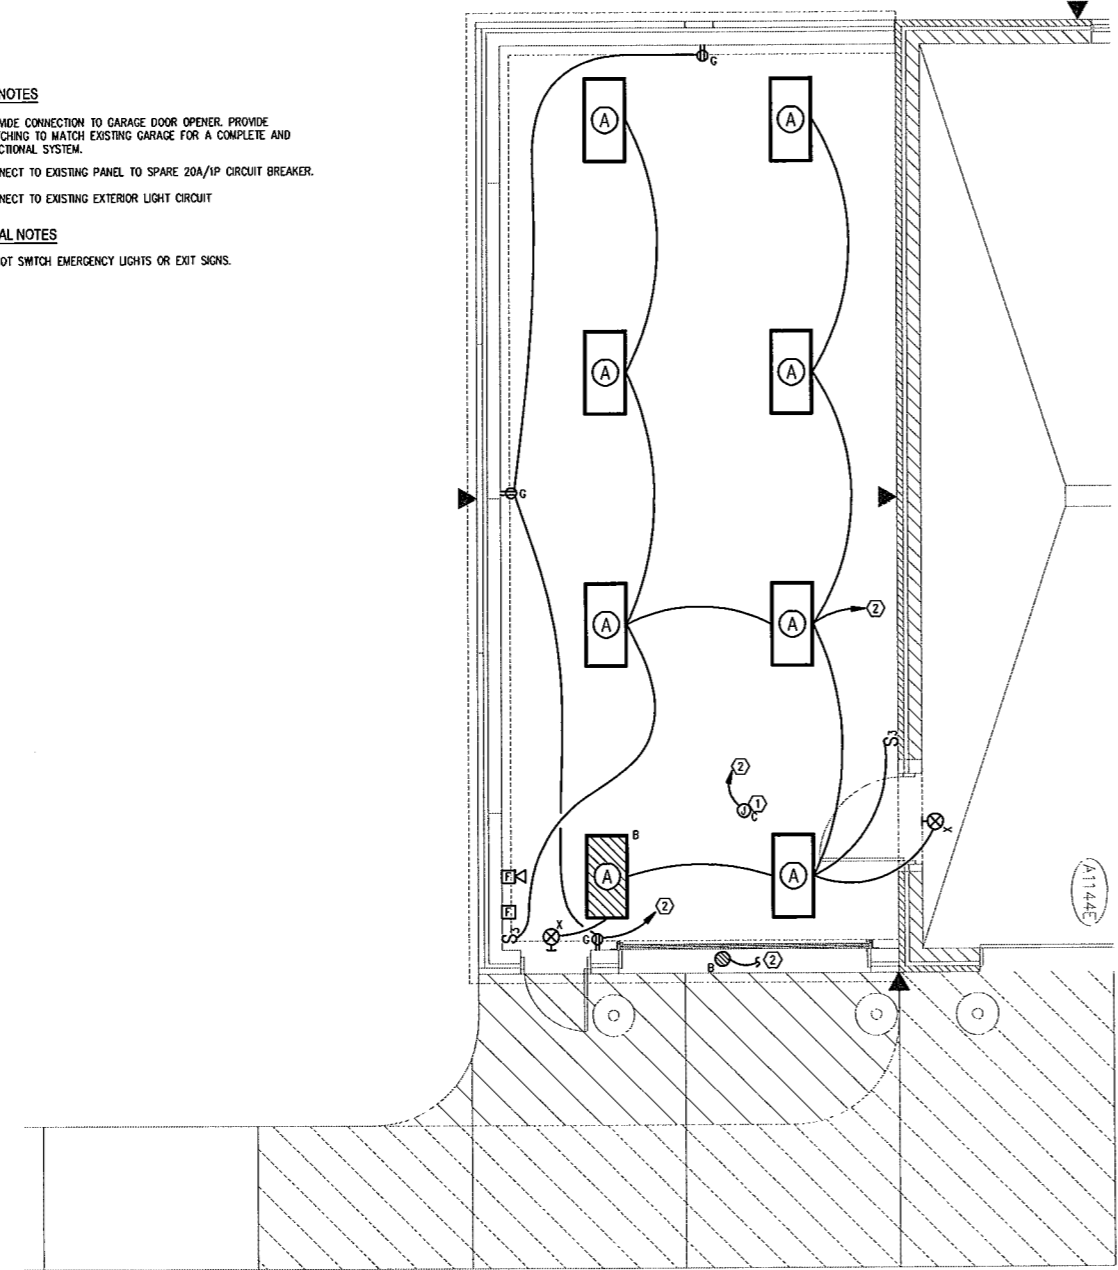 NOTES
VIDE CONNECTION TO GARAGE DOOR OPENER. PROVIDE
TCHING TO MATCH EXISTING GARAGE FOR A COMPLETE AND
CTIONAL SYSTEM.
NECT TO EXISTING PANEL TO SPARE 20A/1P CIRCUIT BREAKER.
NECT TO EXISTING EXTERIOR LIGHT CIRCUIT
AL NOTES
OT SWITCH EMERGENCY LIGHTS OR EXIT SIGNS.
G
A
A
A
A
G
A
A
2
S3
2
J
1
C
X
B
A
A
F
F
S3
X
G
2
B
2
A1144E